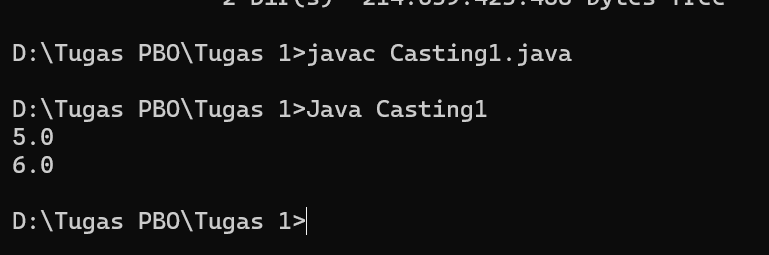 D:\Tugas PBO\Tugas 1>javac Casting1.java
D:\Tugas PBO\Tugas 1>Java Casting1
5.0
6.0
D:\Tugas PBO\Tugas 1>